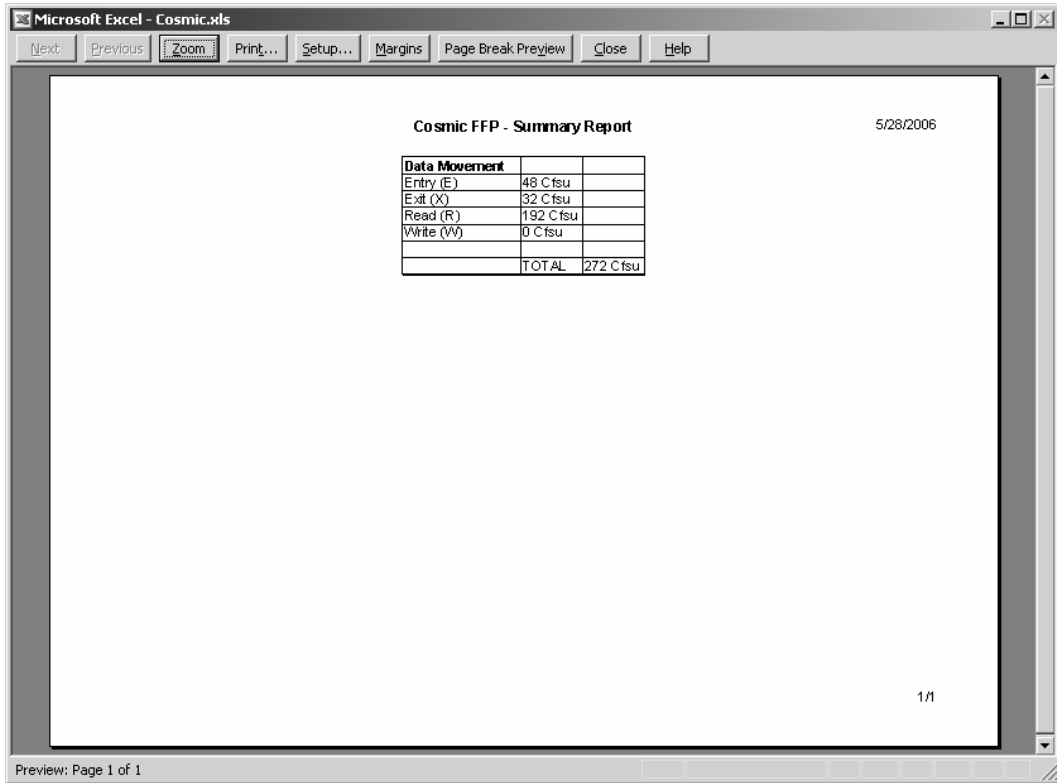 Microsoft Excel - Cosmic.xls
Next Previous Zoom Print... Setup... Margins Page Break Preview Close Help
Cosmic FFP - Summary Report 5/28/2006
Data Movement
Entry (E) 48 Cfsu
Exit (X) 32 Cfsu
Read (R) 192 Cfsu
Write (W) 0 Cfsu
TOTAL 272 Cfsu
1/1
Preview: Page 1 of 1